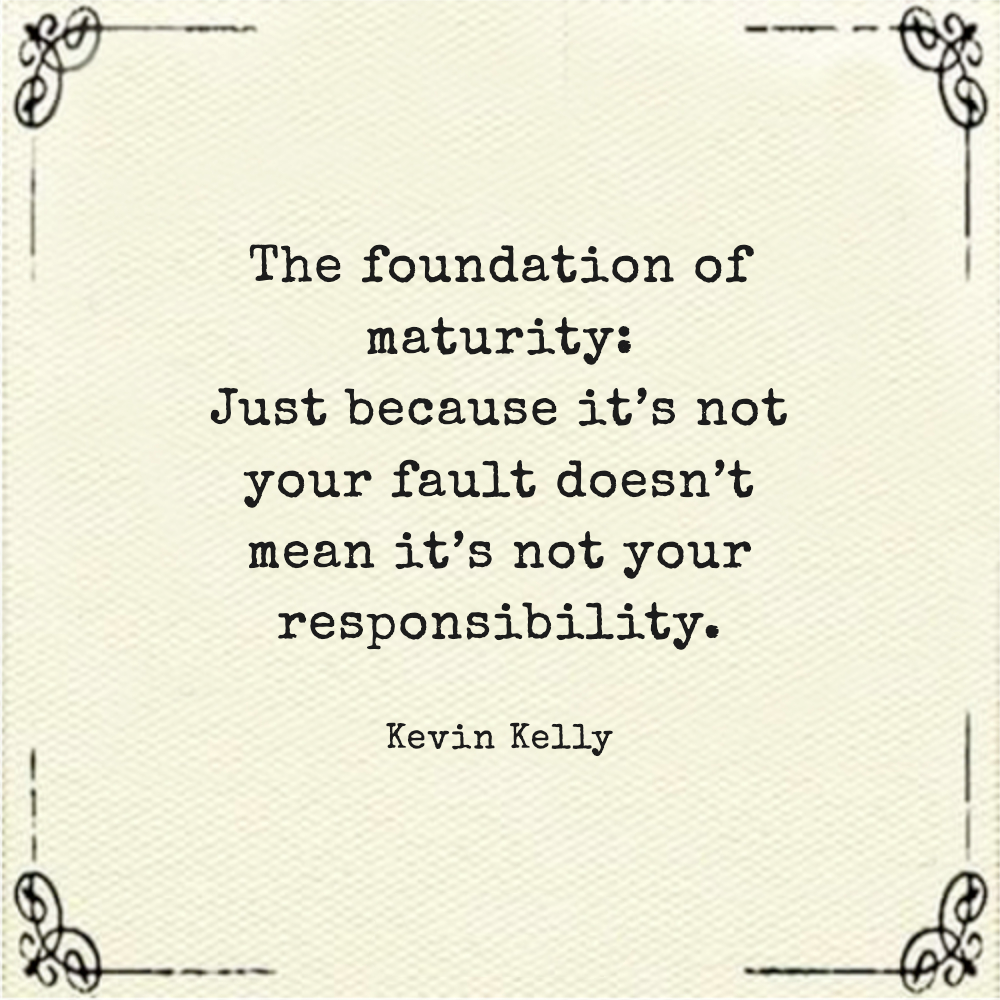 The foundation of
maturity:
Just because it’s not
your fault doesn’t
mean it’s not your
responsibility.
Kevin Kelly